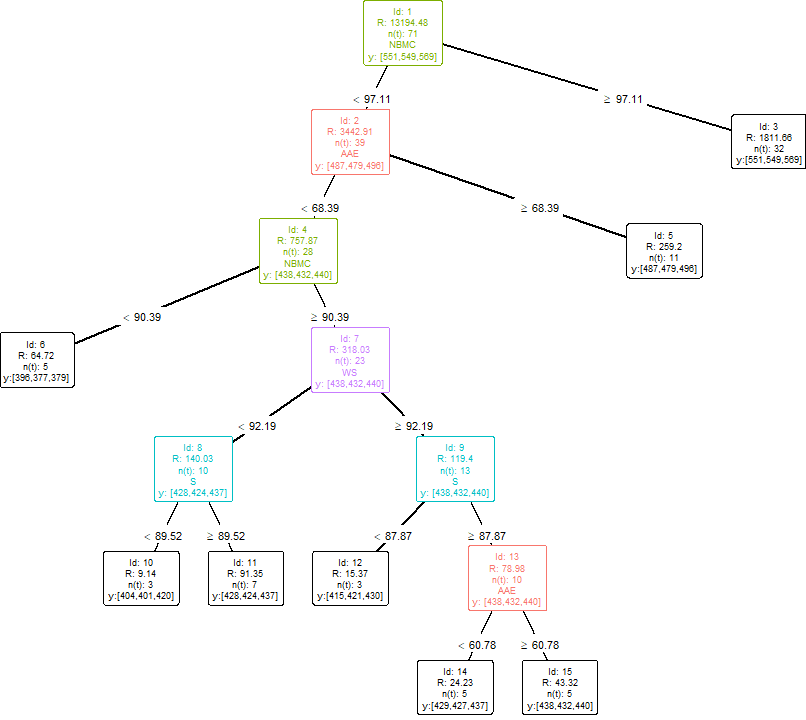 Id: 1
R: 13194.48
n(t): 71
NBMC
y: [551,549,569]
< 97.11
≥ 97.11
Id: 2
R: 3442.91
n(t): 39
AAE
y: [487,479,496]
Id: 3
R: 1811.66
n(t): 32
y:[551,549,569]
< 68.39
≥ 68.39
Id: 4
R: 757.87
n(t): 28
NBMC
y: [438,432,440]
Id: 5
R: 259.2
n(t): 11
y:[487,479,496]
< 90.39
≥ 90.39
Id: 6
R: 64.72
n(t): 5
y:[396,377,379]
Id: 7
R: 318.03
n(t): 23
WS
y: [438,432,440]
< 92.19
≥ 92.19
Id: 8
R: 140.03
n(t): 10
S
y: [428,424,437]
Id: 9
R: 119.4
n(t): 13
S
y: [438,432,440]
< 89.52
≥ 89.52
< 87.87
≥ 87.87
Id: 10
R: 9.14
n(t): 3
y:[404,401,420]
Id: 11
R: 91.35
n(t): 7
y:[428,424,437]
Id: 12
R: 15.37
n(t): 3
y:[415,421,430]
Id: 13
R: 78.98
n(t): 10
AAE
y: [438,432,440]
< 60.78
≥ 60.78
Id: 14
R: 24.23
n(t): 5
y:[429,427,437]
Id: 15
R: 43.32
n(t): 5
y:[438,432,440]